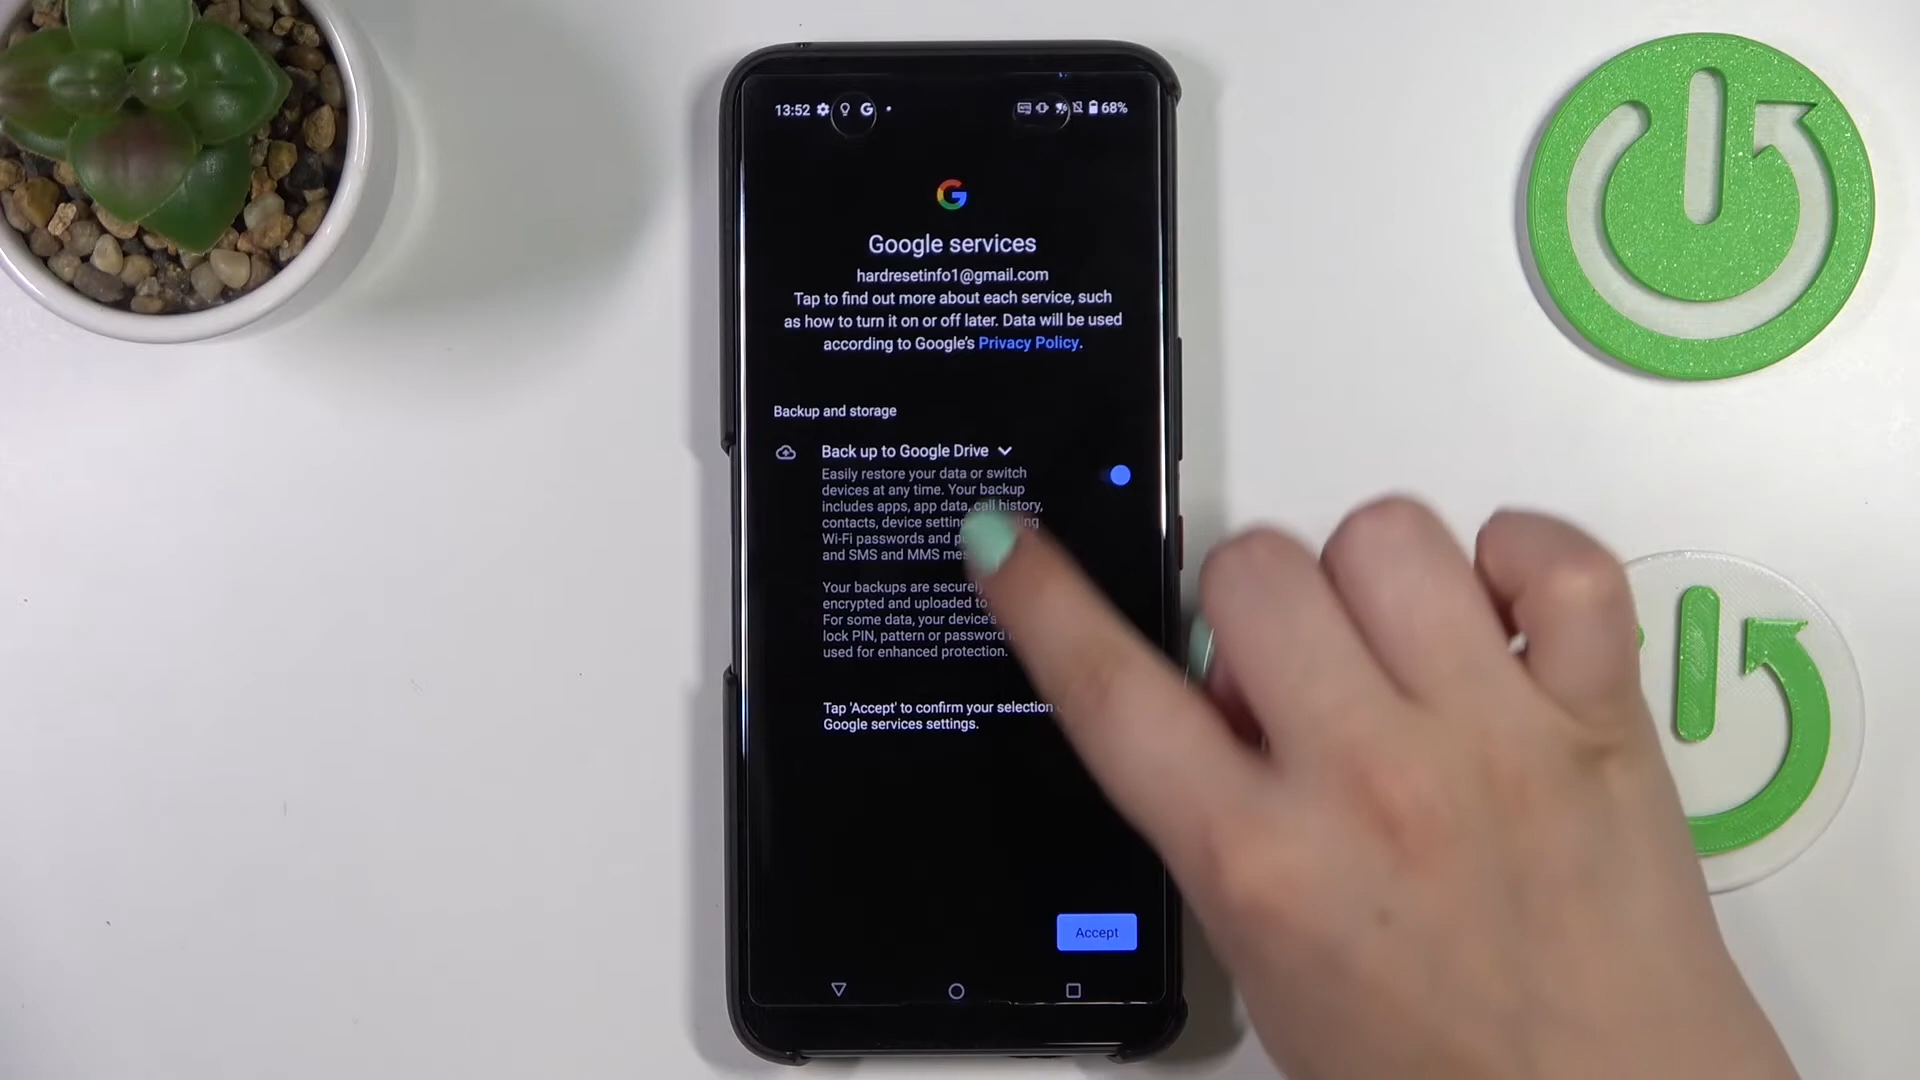 13:52 G 68%
Google services
hardresetinfo1@gmail.com
Tap to find out more about each service, such
as how to turn it on or off later. Data will be used
according to Google's Privacy Policy.
Backup and storage
Back up to Google Drive
Easily restore your data or switch
devices at any time. Your backup
includes apps, app data, call history,
contacts, device
Wi-Fi passwords and
and SMS and MMS
Your backups are
encrypted and uploaded to
For some data, your device's
lock PIN, pattern or password
used for enhanced protection.
Tap 'Accept' to confirm your selection
Google services settings.
Accept